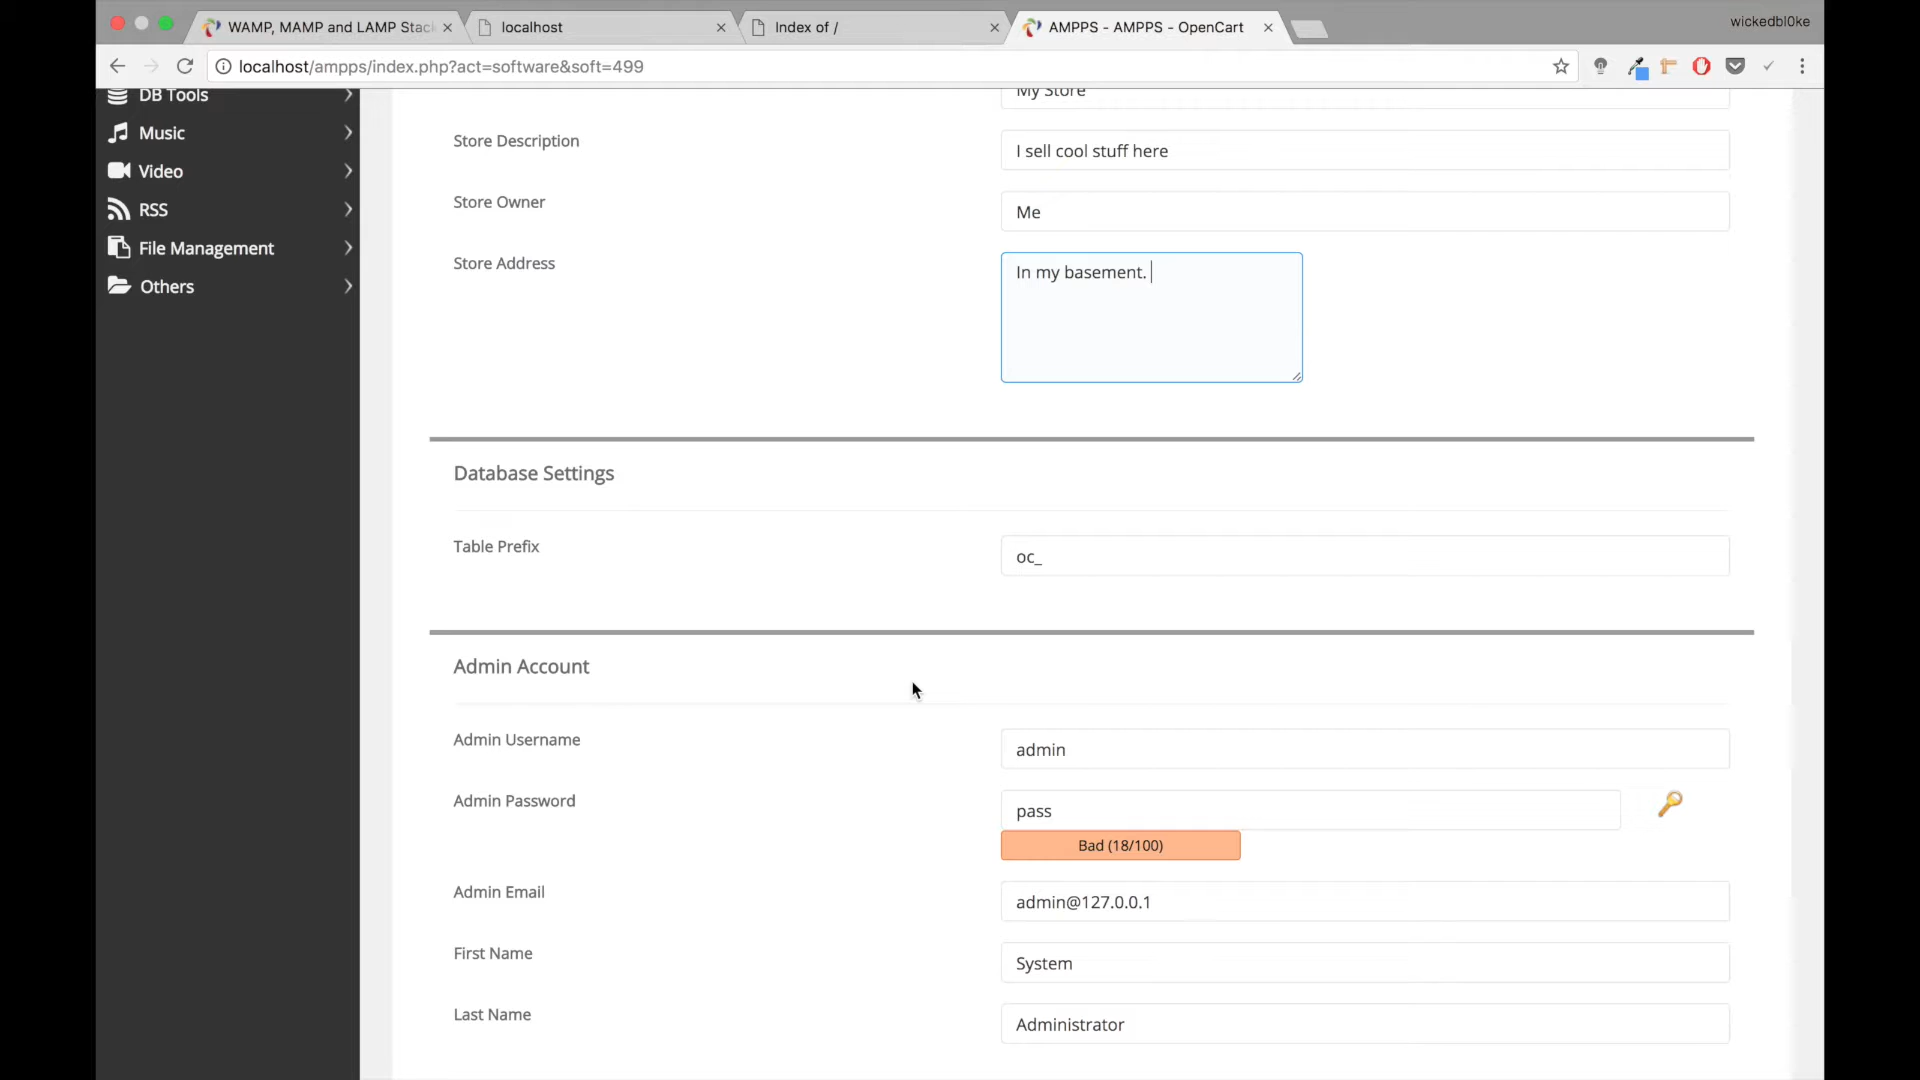 WAMP, MAMP and LAMP Stac
localhost
Index of /
AMPPS - AMPPS - OpenCart
wickedbl0ke
localhost/ampps/index.php?act=software&soft=499
DB Tools
My Store
Music
Store Description
I sell cool stuff here
Video
RSS
Store Owner
Me
File Management
Store Address
In my basement.
Others
Database Settings
Table Prefix
oc_
Admin Account
Admin Username
admin
Admin Password
pass
Bad (18/100)
Admin Email
admin@127.0.0.1
First Name
System
Last Name
Administrator